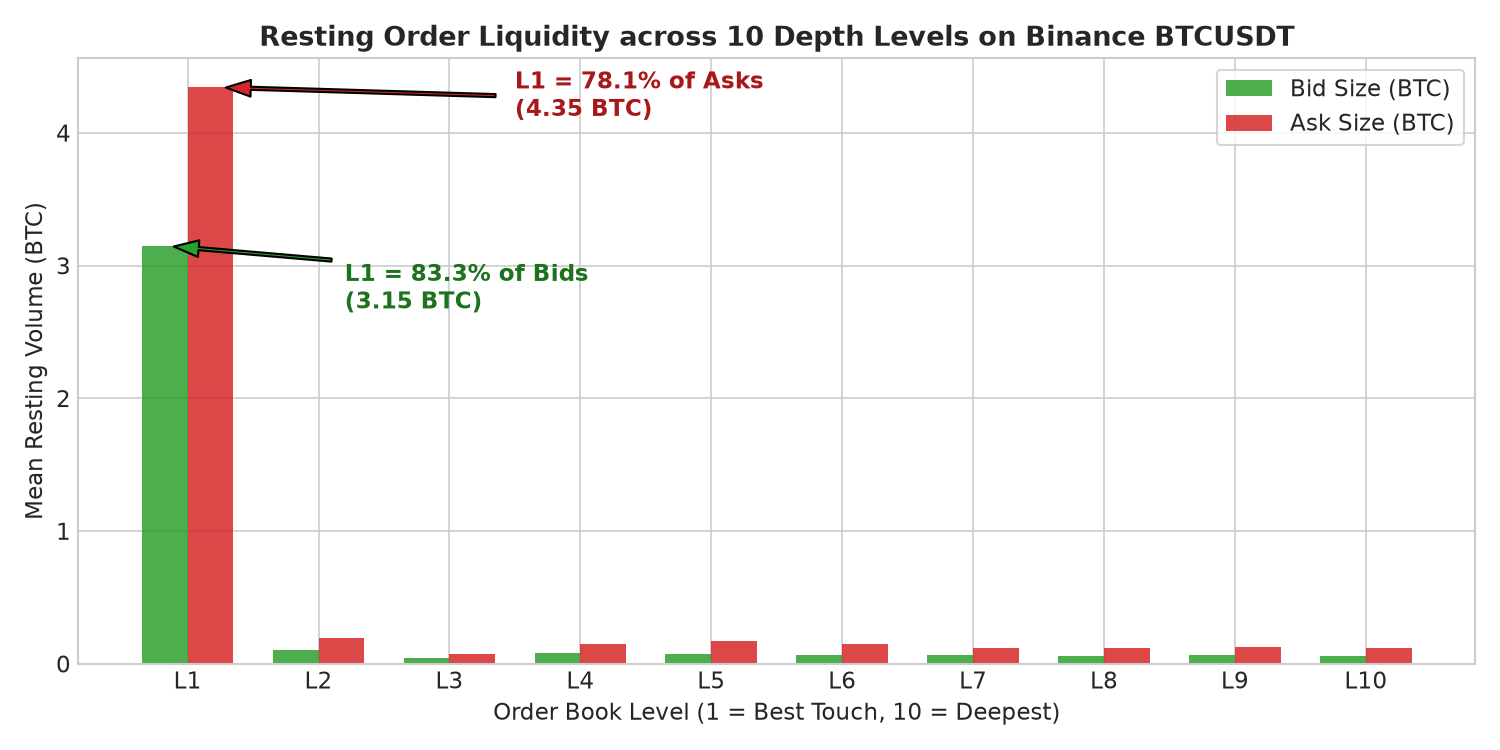 Resting Order Liquidity across 10 Depth Levels on Binance BTCUSDT
L1 = 78.1% of Asks
(4.35 BTC)
Bid Size (BTC)
Ask Size (BTC)
L1 = 83.3% of Bids
(3.15 BTC)
Mean Resting Volume (BTC)
4
3
2
1
0
L1 L2 L3 L4 L5 L6 L7 L8 L9 L10
Order Book Level (1 = Best Touch, 10 = Deepest)